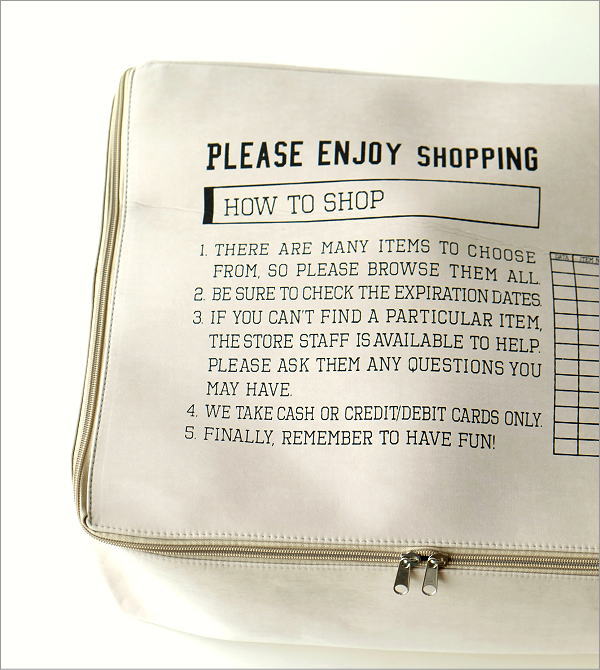 PLEASE ENJOY SHOPPING
HOW TO SHOP
1. THERE ARE MANY ITEMS TO CHOOSE
FROM, SO PLEASE BROWSE THEM ALL.
2. BE SURE TO CHECK THE EXPIRATION DATES.
3. IF YOU CAN'T FIND A PARTICULAR ITEM,
THE STORE STAFF IS AVAILABLE TO HELP.
PLEASE ASK THEM ANY QUESTIONS YOU
MAY HAVE.
4. WE TAKE CASH OR CREDIT/DEBIT CARDS ONLY.
5. FINALLY, REMEMBER TO HAVE FUN!